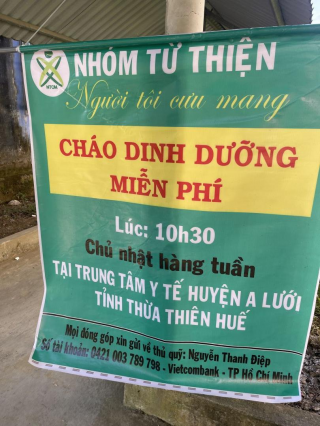 NTCM
NHÓM TỪ THIỆN
Người tôi cưu mang
CHÁO DINH DƯỠNG
MIỄN PHÍ
Lúc: 10h30
Chủ nhật hàng tuần
TẠI TRUNG TÂM Y TẾ HUYỆN A LƯỚI
TỈNH THỪA THIÊN HUẾ
Mọi đóng góp xin gửi về thủ quỹ: Nguyễn Thanh Điệp
Số tài khoản: 0421 003 789 798 - Vietcombank - TP Hồ Chí Minh